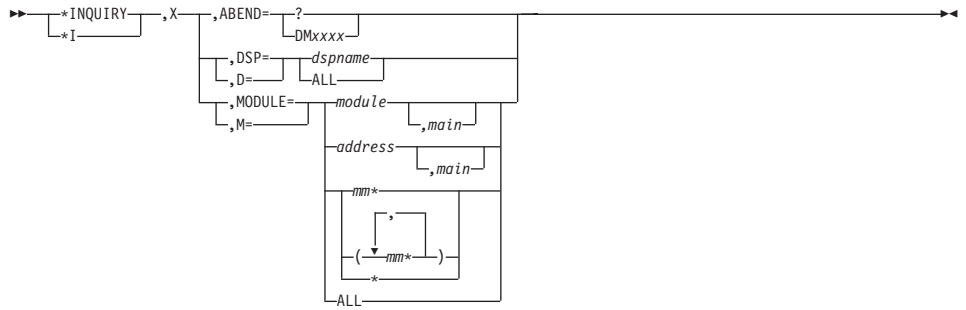 *INQUIRY ,X ,ABEND= ?
*I DMxxxx
,DSP= dspname
,D= ALL
,MODULE= module
,M= ,main
address
,main
mm*
,
( mm* )
*
ALL